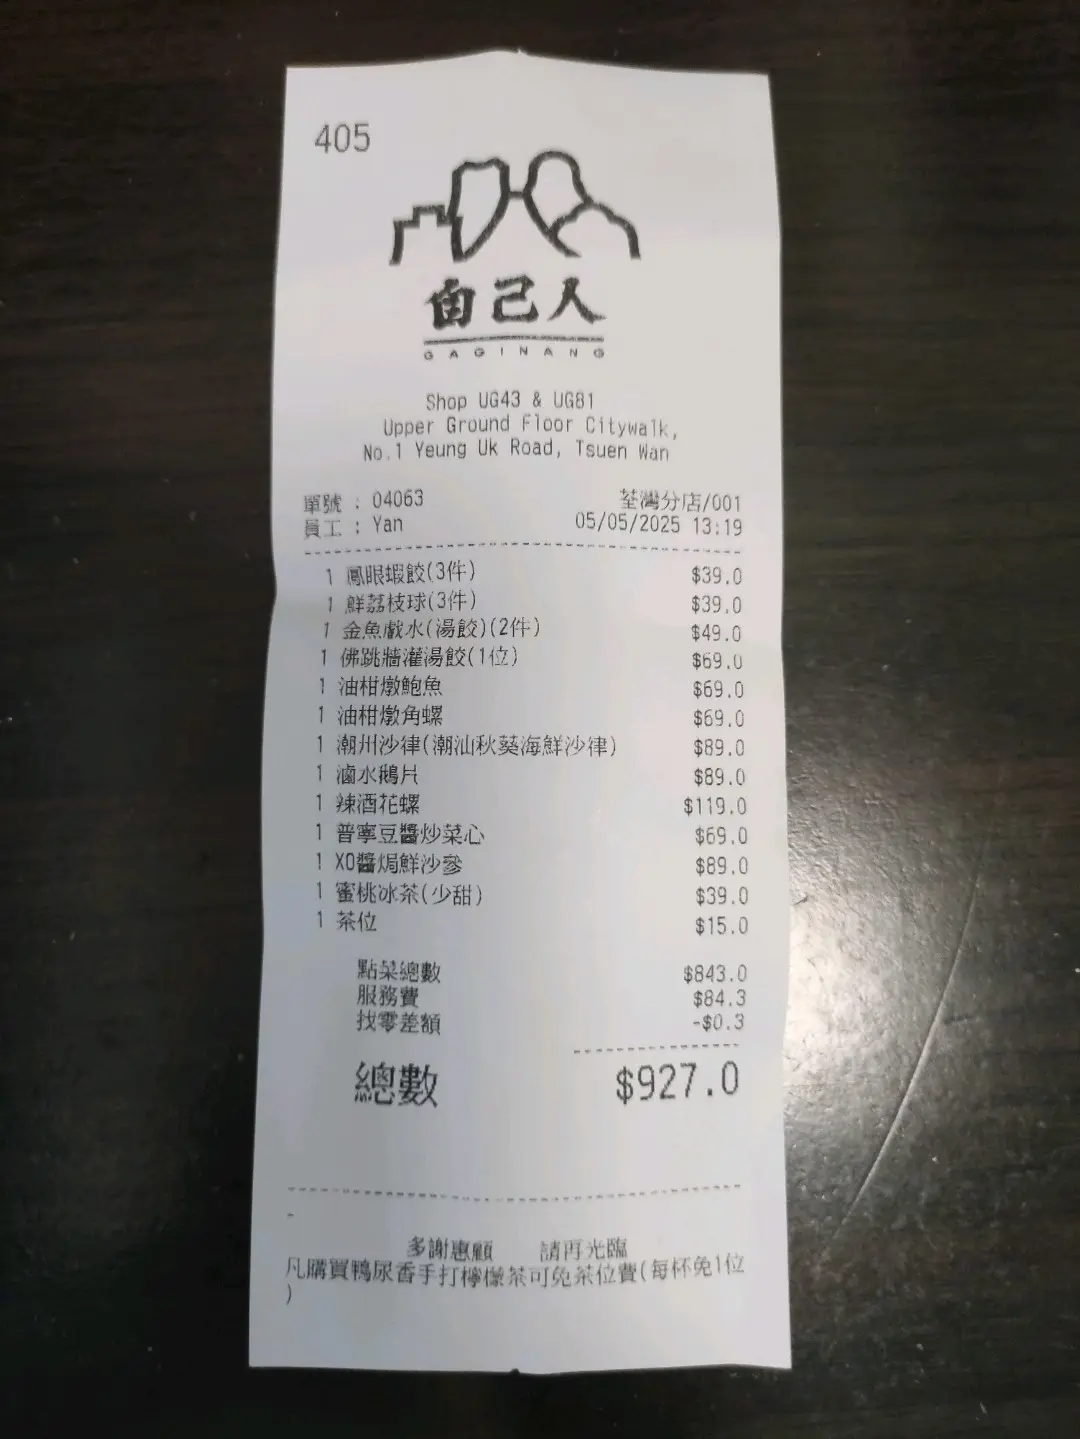 405
自己人
GAGINANG
Shop UG43 & UG81
Upper Ground Floor Citywalk,
No.1 Yeung Uk Road, Tsuen Wan
單號 : 04063 荃灣分店/001
員工 : Yan 05/05/2025 13:19
1 鳳眼蝦餃(3件) $39.0
1 鮮荔枝球(3件) $39.0
1 金魚戲水(湯餃)(2件) $49.0
1 佛跳牆灌湯餃(1位) $69.0
1 油柑燉鮑魚 $69.0
1 油柑燉角螺 $69.0
1 潮州沙律(潮汕秋葵海鮮沙律) $89.0
1 滷水鵝片 $89.0
1 辣酒花螺 $119.0
1 普寧豆醬炒菜心 $69.0
1 XO醬焗鮮沙參 $89.0
1 蜜桃冰茶(少甜) $39.0
1 茶位 $15.0
點菜總數 $843.0
服務費 $84.3
找零差額 -$0.3
總數 $927.0
-
多謝惠顧 請再光臨
凡購買鴨屎香手打檸檬茶可免茶位費(每杯免1位
)